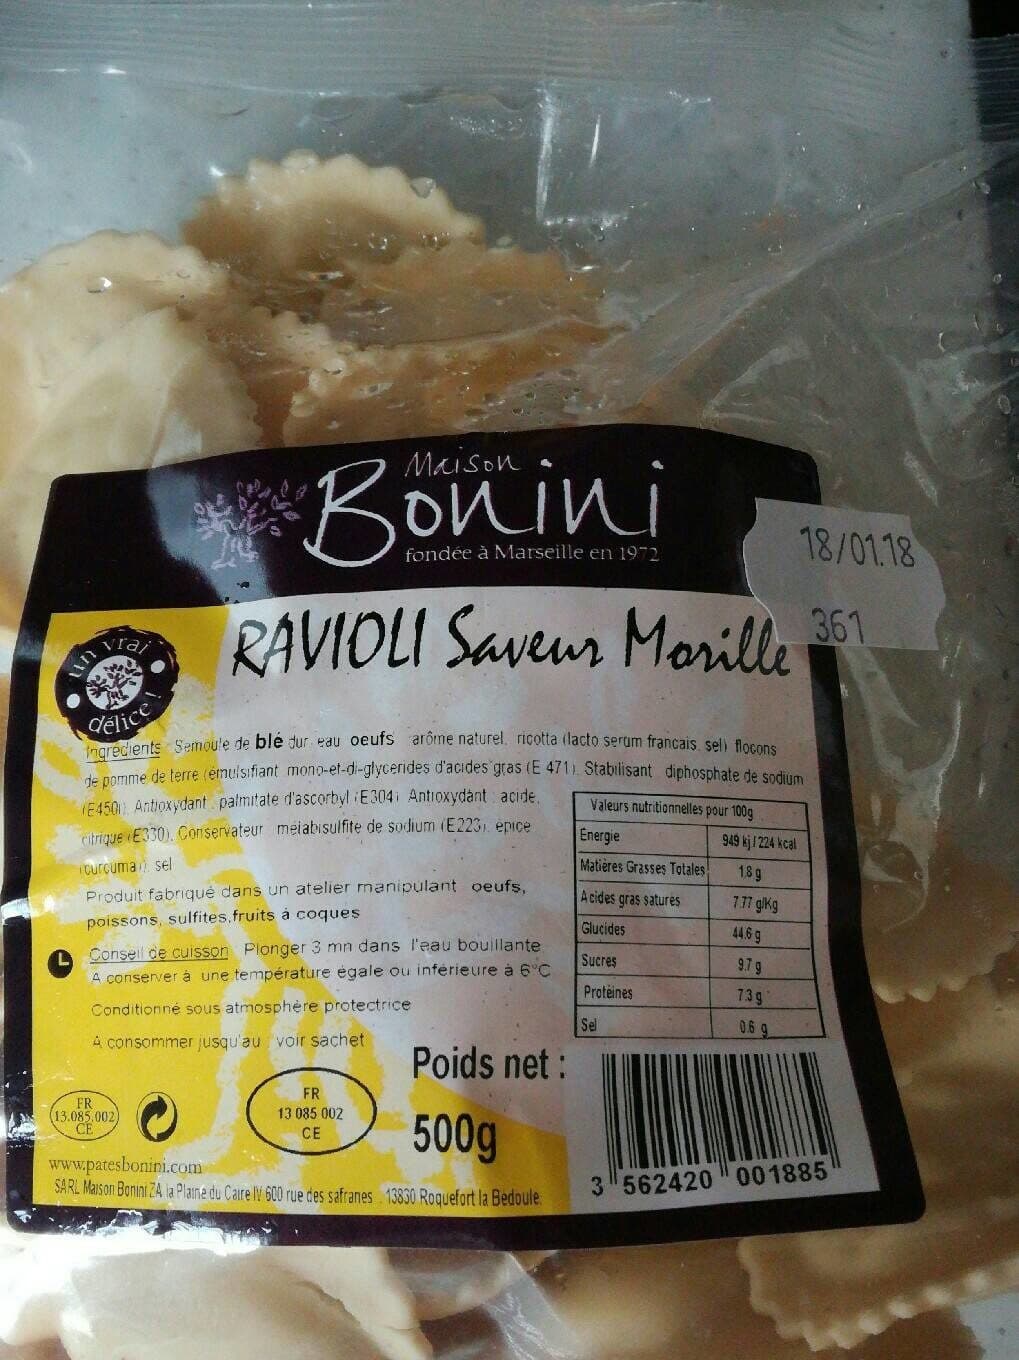 Maison
Bonini
fondée à Marseille en 1972
18/01.18
361
RAVIOLI Saveur Morille
un vrai
délice !
Ingrédients Semoule de blé dur, eau oeufs arôme naturel, ricotta (lacto serum francais, sel) flocons
de pomme de terre (émulsifiant mono-et-di-glycerides d'acides gras (E 471). Stabilisant diphosphate de sodium
(E450i). Antioxydant palmitate d'ascorbyl (E304) Antioxydant acide,
citrique (E330). Conservateur métabisulfite de sodium (E223), épice
(curcuma), sel
Produit fabriqué dans un atelier manipulant oeufs,
poissons, sulfites,fruits à coques
Conseil de cuisson Plonger 3 mn dans l'eau bouillante
A conserver à une température égale ou inférieure à 6°C
Conditionné sous atmosphère protectrice
A consommer jusqu'au voir sachet
Valeurs nutritionnelles pour 100g
Énergie 949 kj / 224 kcal
Matières Grasses Totales 1.8 g
Acides gras saturés 7.77 g/Kg
Glucides 44.6 g
Sucres 9.7 g
Protéines 7.3 g
Sel 0.6 g
Poids net :
500g
FR
13.085.002
CE
FR
13 085 002
CE
www.patesbonini.com
SARL Maison Bonini ZA la Plaine du Caire IV 600 rue des safranes 13830 Roquefort la Bedoule.
3 562420 001885